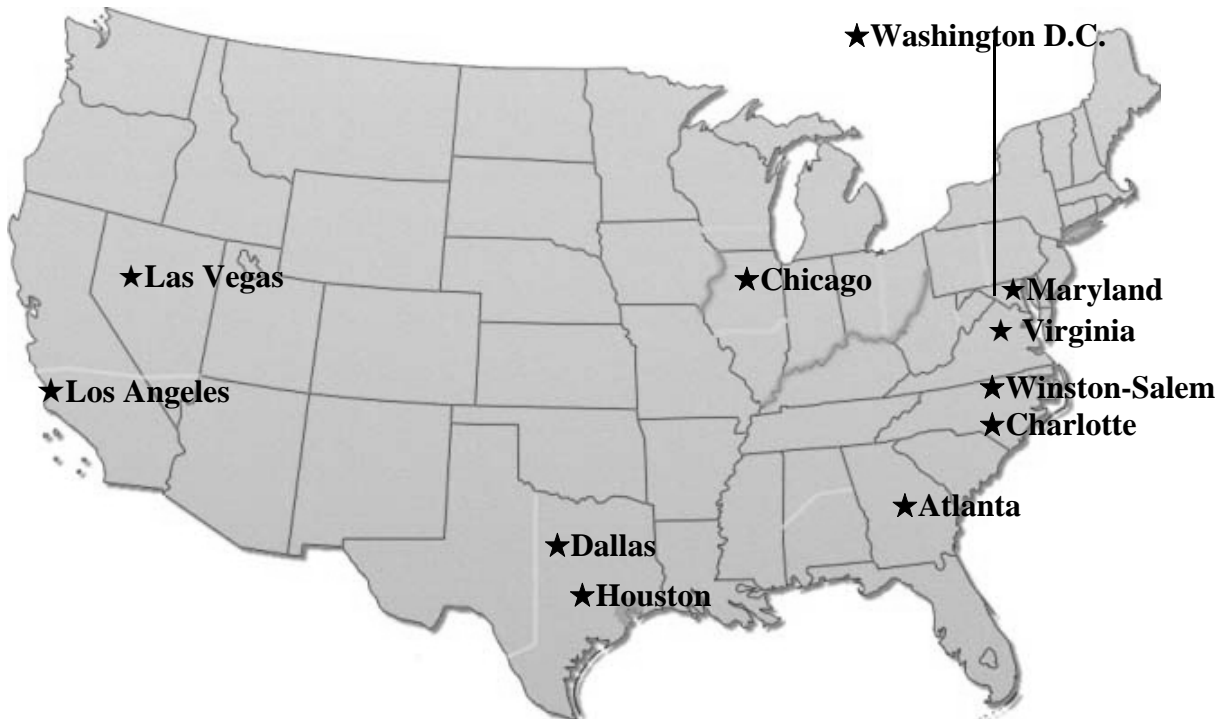 ★Washington D.C.
★Las Vegas
★Chicago
★Maryland
★ Virginia
★Los Angeles
★Winston-Salem
★Charlotte
★Atlanta
★Dallas
★Houston